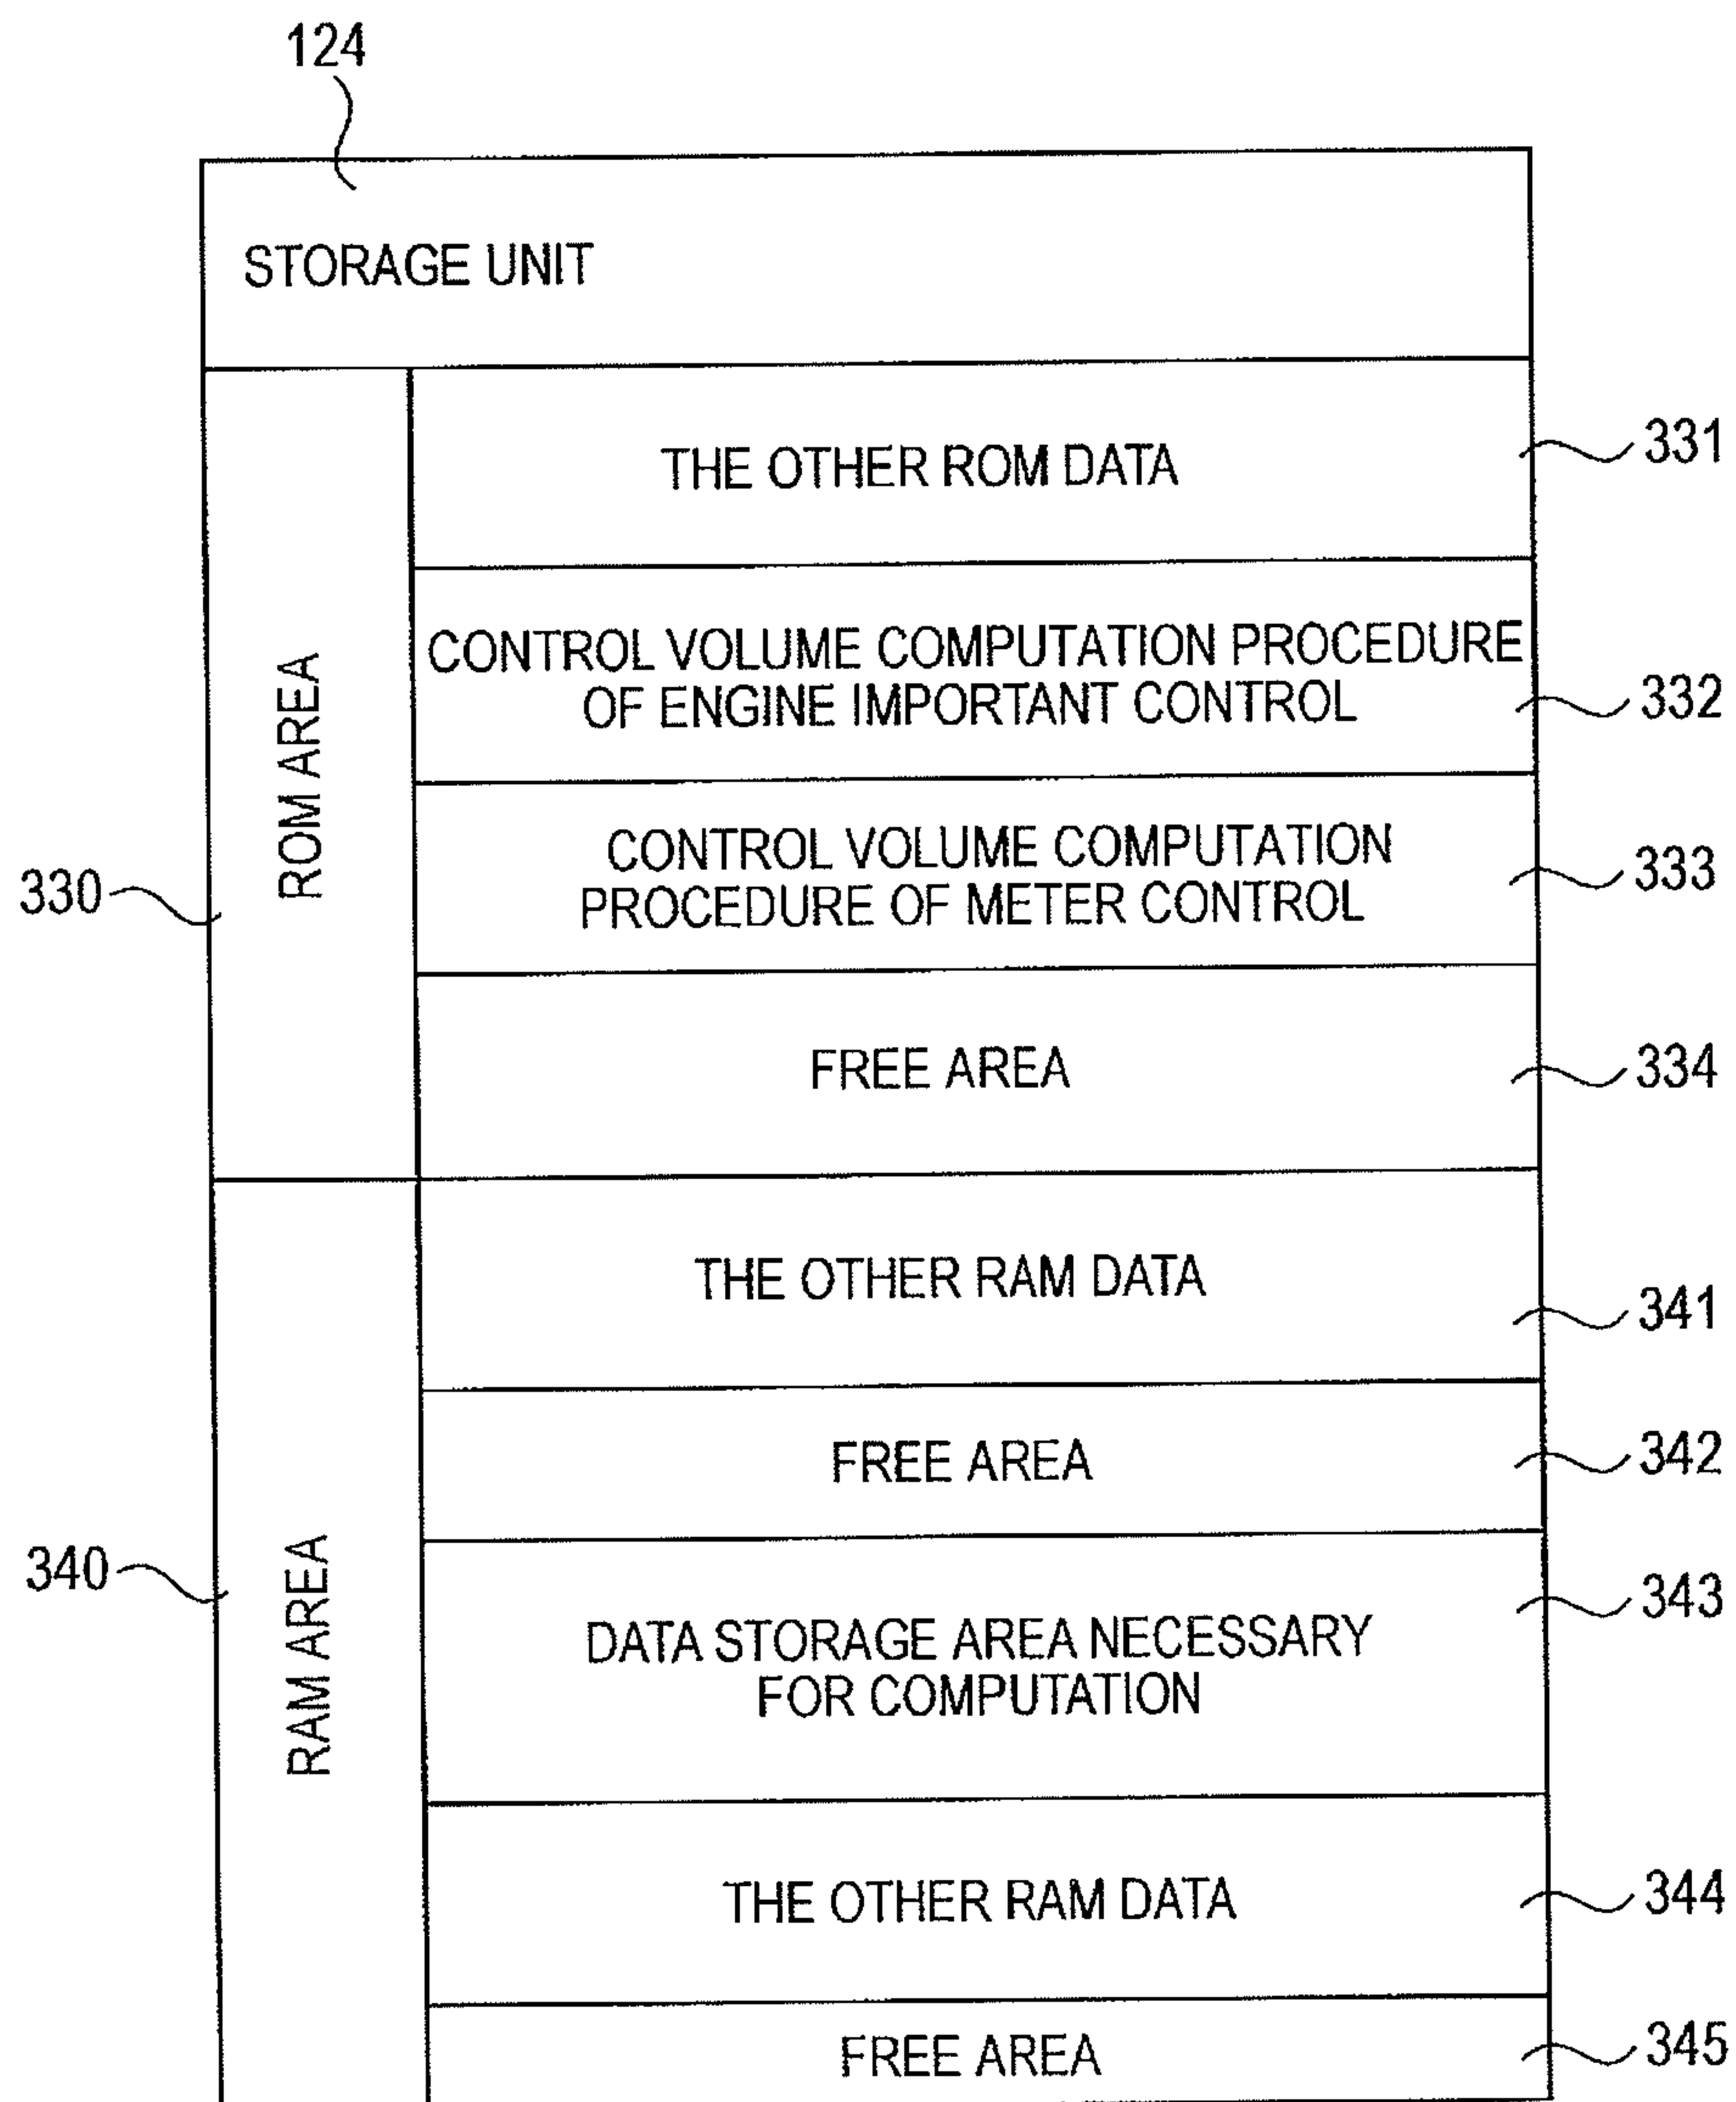 124
STORAGE UNIT
ROM AREA
330
THE OTHER ROM DATA
331
CONTROL VOLUME COMPUTATION PROCEDURE
OF ENGINE IMPORTANT CONTROL
332
CONTROL VOLUME COMPUTATION
PROCEDURE OF METER CONTROL
333
FREE AREA
334
RAM AREA
340
THE OTHER RAM DATA
341
FREE AREA
342
DATA STORAGE AREA NECESSARY
FOR COMPUTATION
343
THE OTHER RAM DATA
344
FREE AREA
345